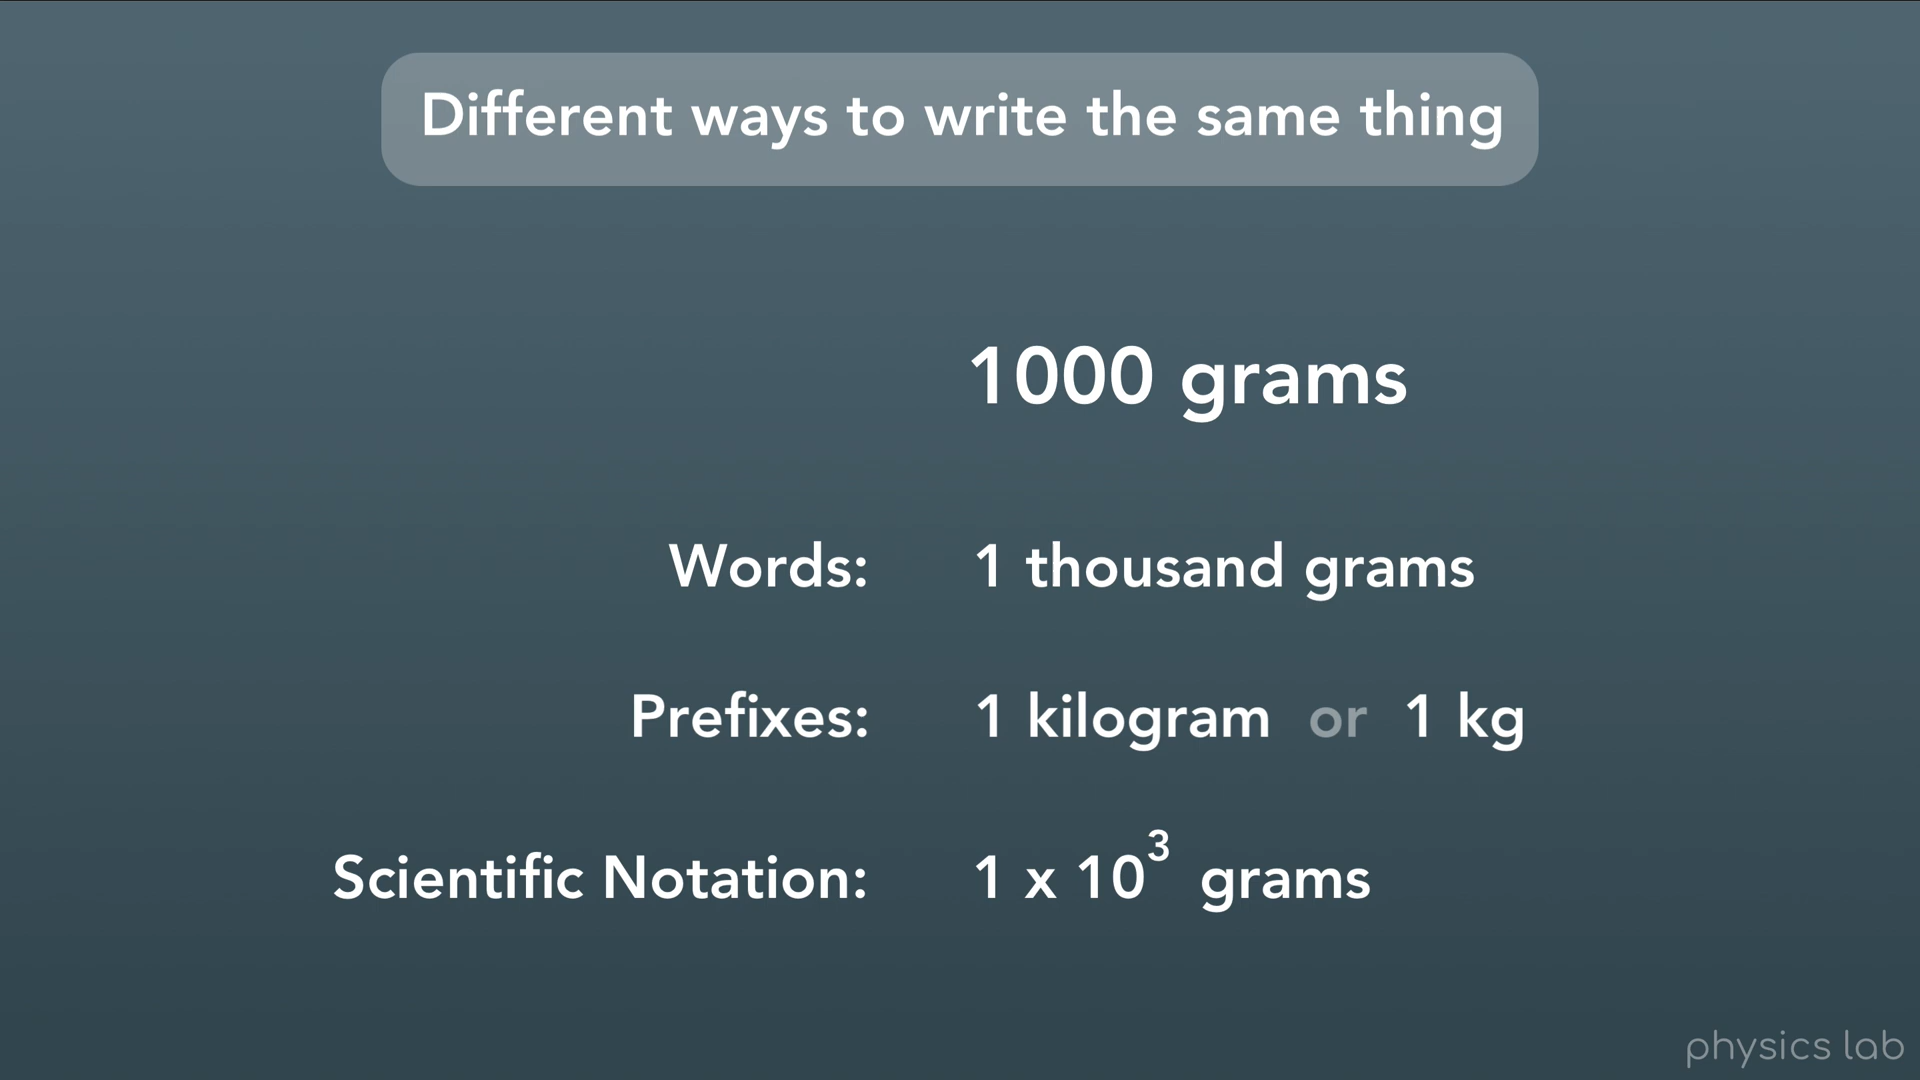 Different ways to write the same thing
1000 grams
Words: 1 thousand grams
Prefixes: 1 kilogram or 1 kg
Scientific Notation: 1 x 10³ grams
physics lab